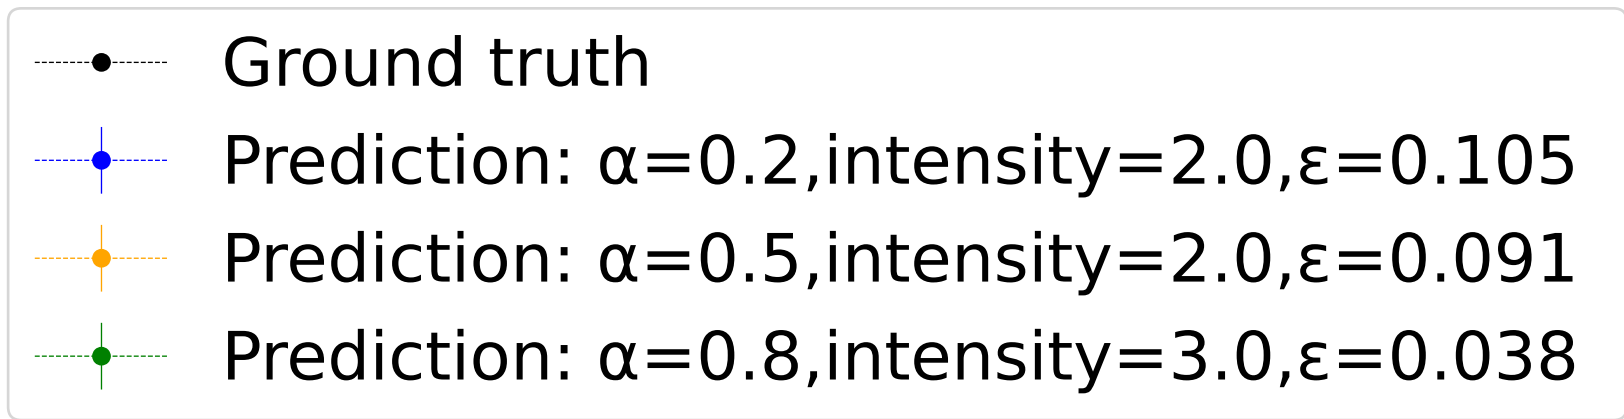 Ground truth
Prediction: α=0.2,intensity=2.0,ε=0.105
Prediction: α=0.5,intensity=2.0,ε=0.091
Prediction: α=0.8,intensity=3.0,ε=0.038